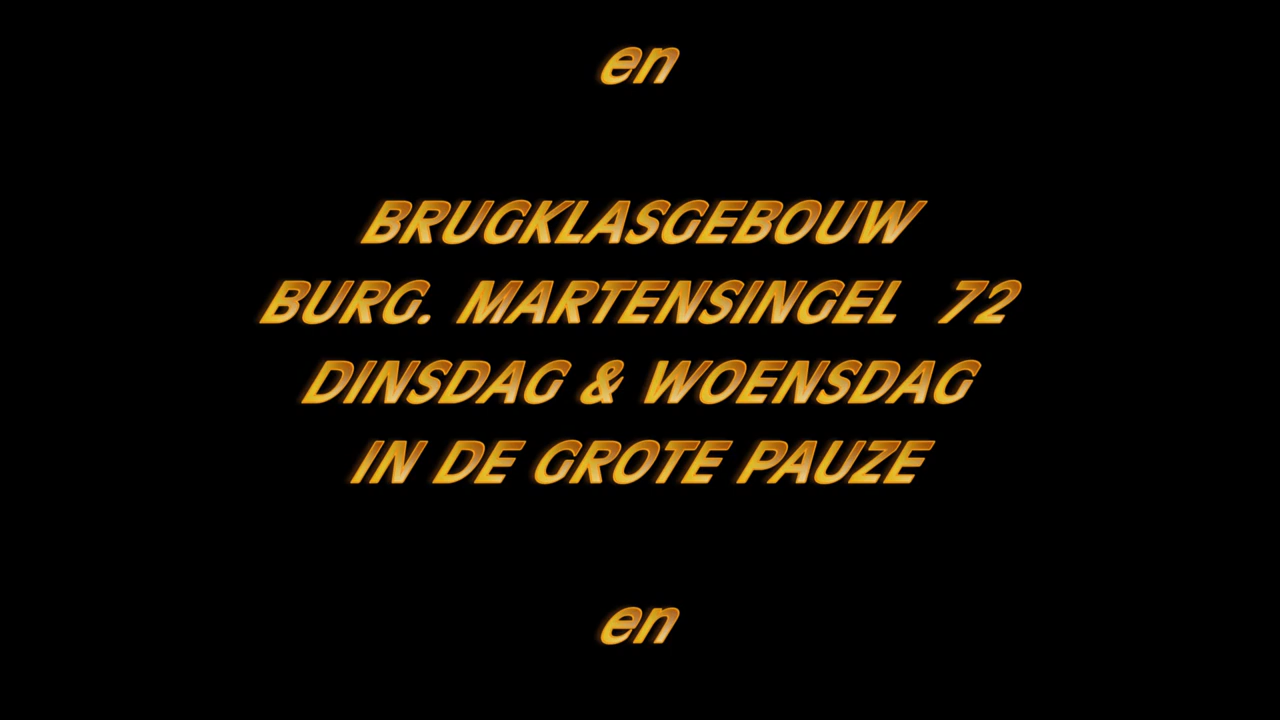 en
BRUGKLASGEBOUW
BURG. MARTENSINGEL 72
DINSDAG & WOENSDAG
IN DE GROTE PAUZE
en